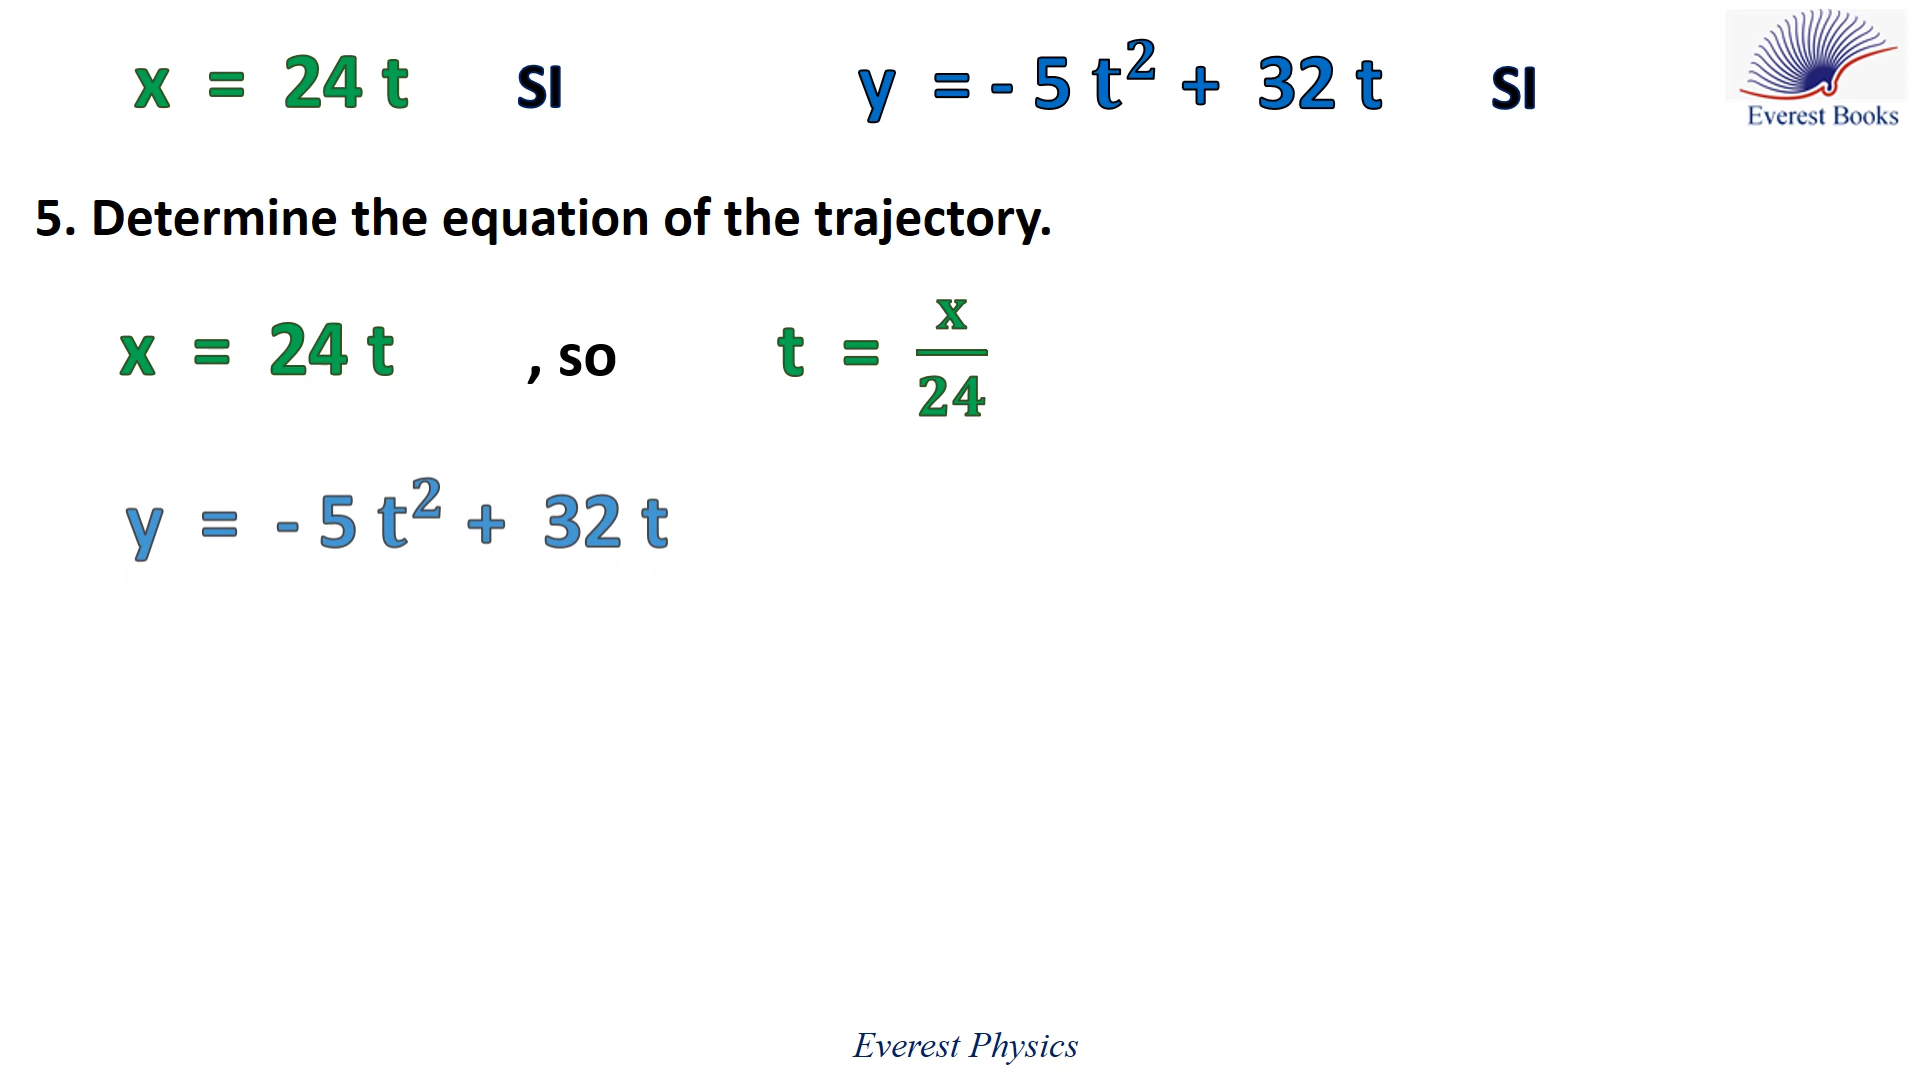 x = 24 t SI y = - 5 t² + 32 t SI
Everest Books
5. Determine the equation of the trajectory.
x = 24 t , so t = x/24
y = - 5 t² + 32 t
Everest Physics